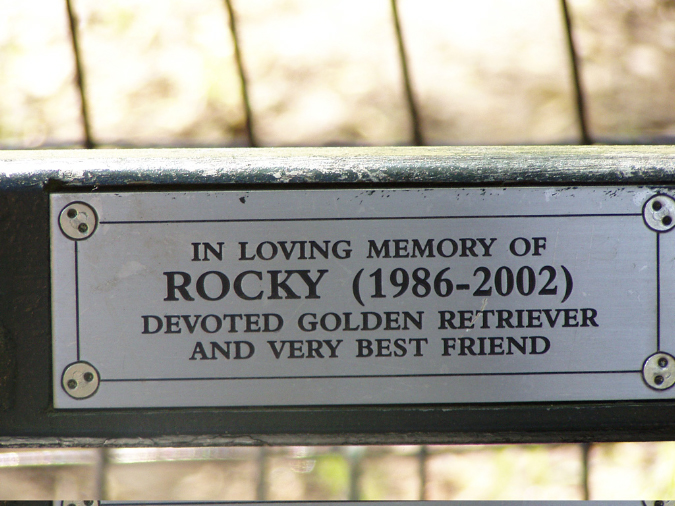 IN LOVING MEMORY OF
ROCKY (1986-2002)
DEVOTED GOLDEN RETRIEVER
AND VERY BEST FRIEND